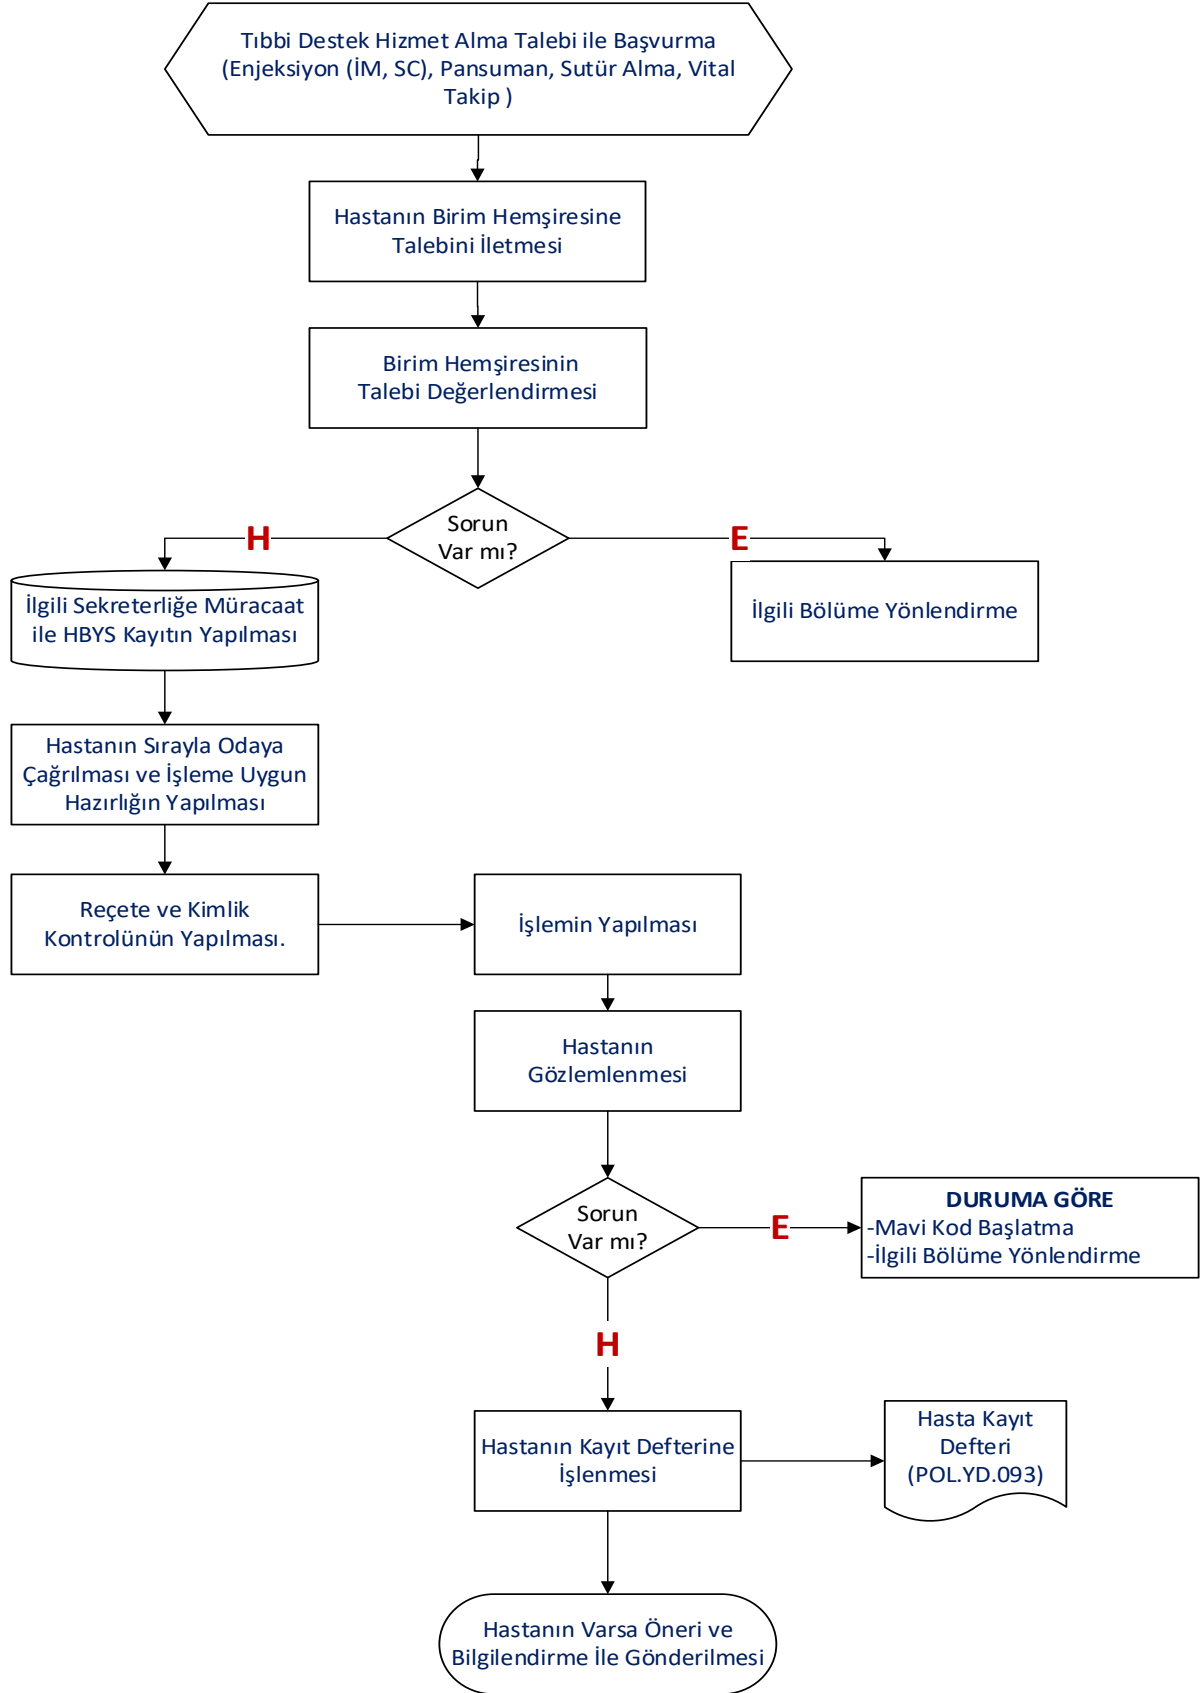 Tıbbi Destek Hizmet Alma Talebi ile Başvurma
(Enjeksiyon (İM, SC), Pansuman, Sutür Alma, Vital
Takip )
Hastanın Birim Hemşiresine
Talebini İletmesi
Birim Hemşiresinin
Talebi Değerlendirmesi
Sorun
Var mı?
H
E
İlgili Sekreterliğe Müracaat
ile HBYS Kayıtın Yapılması
İlgili Bölüme Yönlendirme
Hastanın Sırayla Odaya
Çağrılması ve İşleme Uygun
Hazırlığın Yapılması
Reçete ve Kimlik
Kontrolünün Yapılması.
İşlemin Yapılması
Hastanın
Gözlemlenmesi
Sorun
Var mı?
E
DURUMA GÖRE
-Mavi Kod Başlatma
-İlgili Bölüme Yönlendirme
H
Hastanın Kayıt Defterine
İşlenmesi
Hasta Kayıt
Defteri
(POL.YD.093)
Hastanın Varsa Öneri ve
Bilgilendirme İle Gönderilmesi